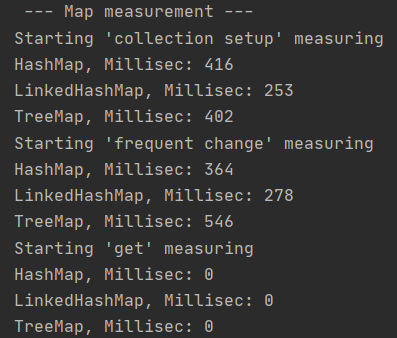 --- Map measurement ---
Starting 'collection setup' measuring
HashMap, Millisec: 416
LinkedHashMap, Millisec: 253
TreeMap, Millisec: 402
Starting 'frequent change' measuring
HashMap, Millisec: 364
LinkedHashMap, Millisec: 278
TreeMap, Millisec: 546
Starting 'get' measuring
HashMap, Millisec: 0
LinkedHashMap, Millisec: 0
TreeMap, Millisec: 0